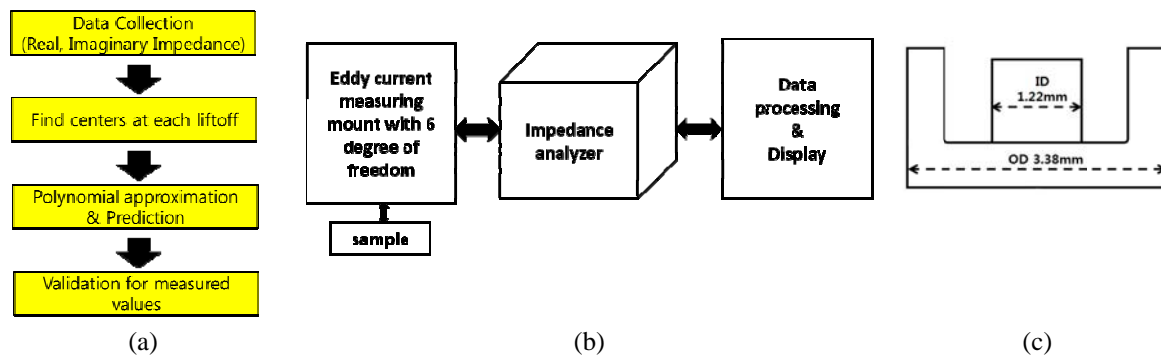 Data Collection
(Real, Imaginary Impedance)
Find centers at each liftoff
Polynomial approximation
& Prediction
Validation for measured
values
(a)
Eddy current
measuring
mount with 6
degree of
freedom
sample
Impedance
analyzer
Data
processing
&
Display
(b)
ID
1.22mm
OD 3.38mm
(c)